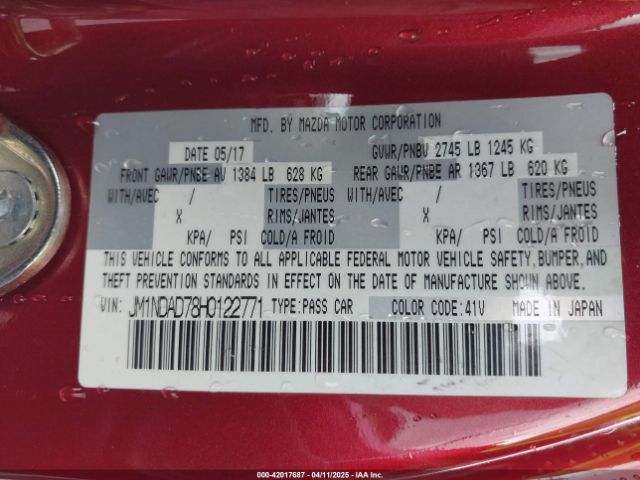 MFD. BY MAZDA MOTOR CORPORATION
DATE 05/17 GVWR/PNBV 2745 LB 1245 KG
FRONT GAWR/PNBE AV 1384 LB 628 KG REAR GAWR/PNBE AR 1367 LB 620 KG
WITH/AVEC / TIRES/PNEUS WITH/AVEC / TIRES/PNEUS
X RIMS/JANTES X RIMS/JANTES
KPA/ PSI COLD/A FROID KPA/ PSI COLD/A FROID
THIS VEHICLE CONFORMS TO ALL APPLICABLE FEDERAL MOTOR VEHICLE SAFETY, BUMPER, AND
THEFT PREVENTION STANDARDS IN EFFECT ON THE DATE OF MANUFACTURE SHOWN ABOVE.
VIN: JM1NDAD78H0122771 TYPE: PASS CAR COLOR CODE: 41V MADE IN JAPAN
000-42017687 - 04/11/2025 - IAA Inc.